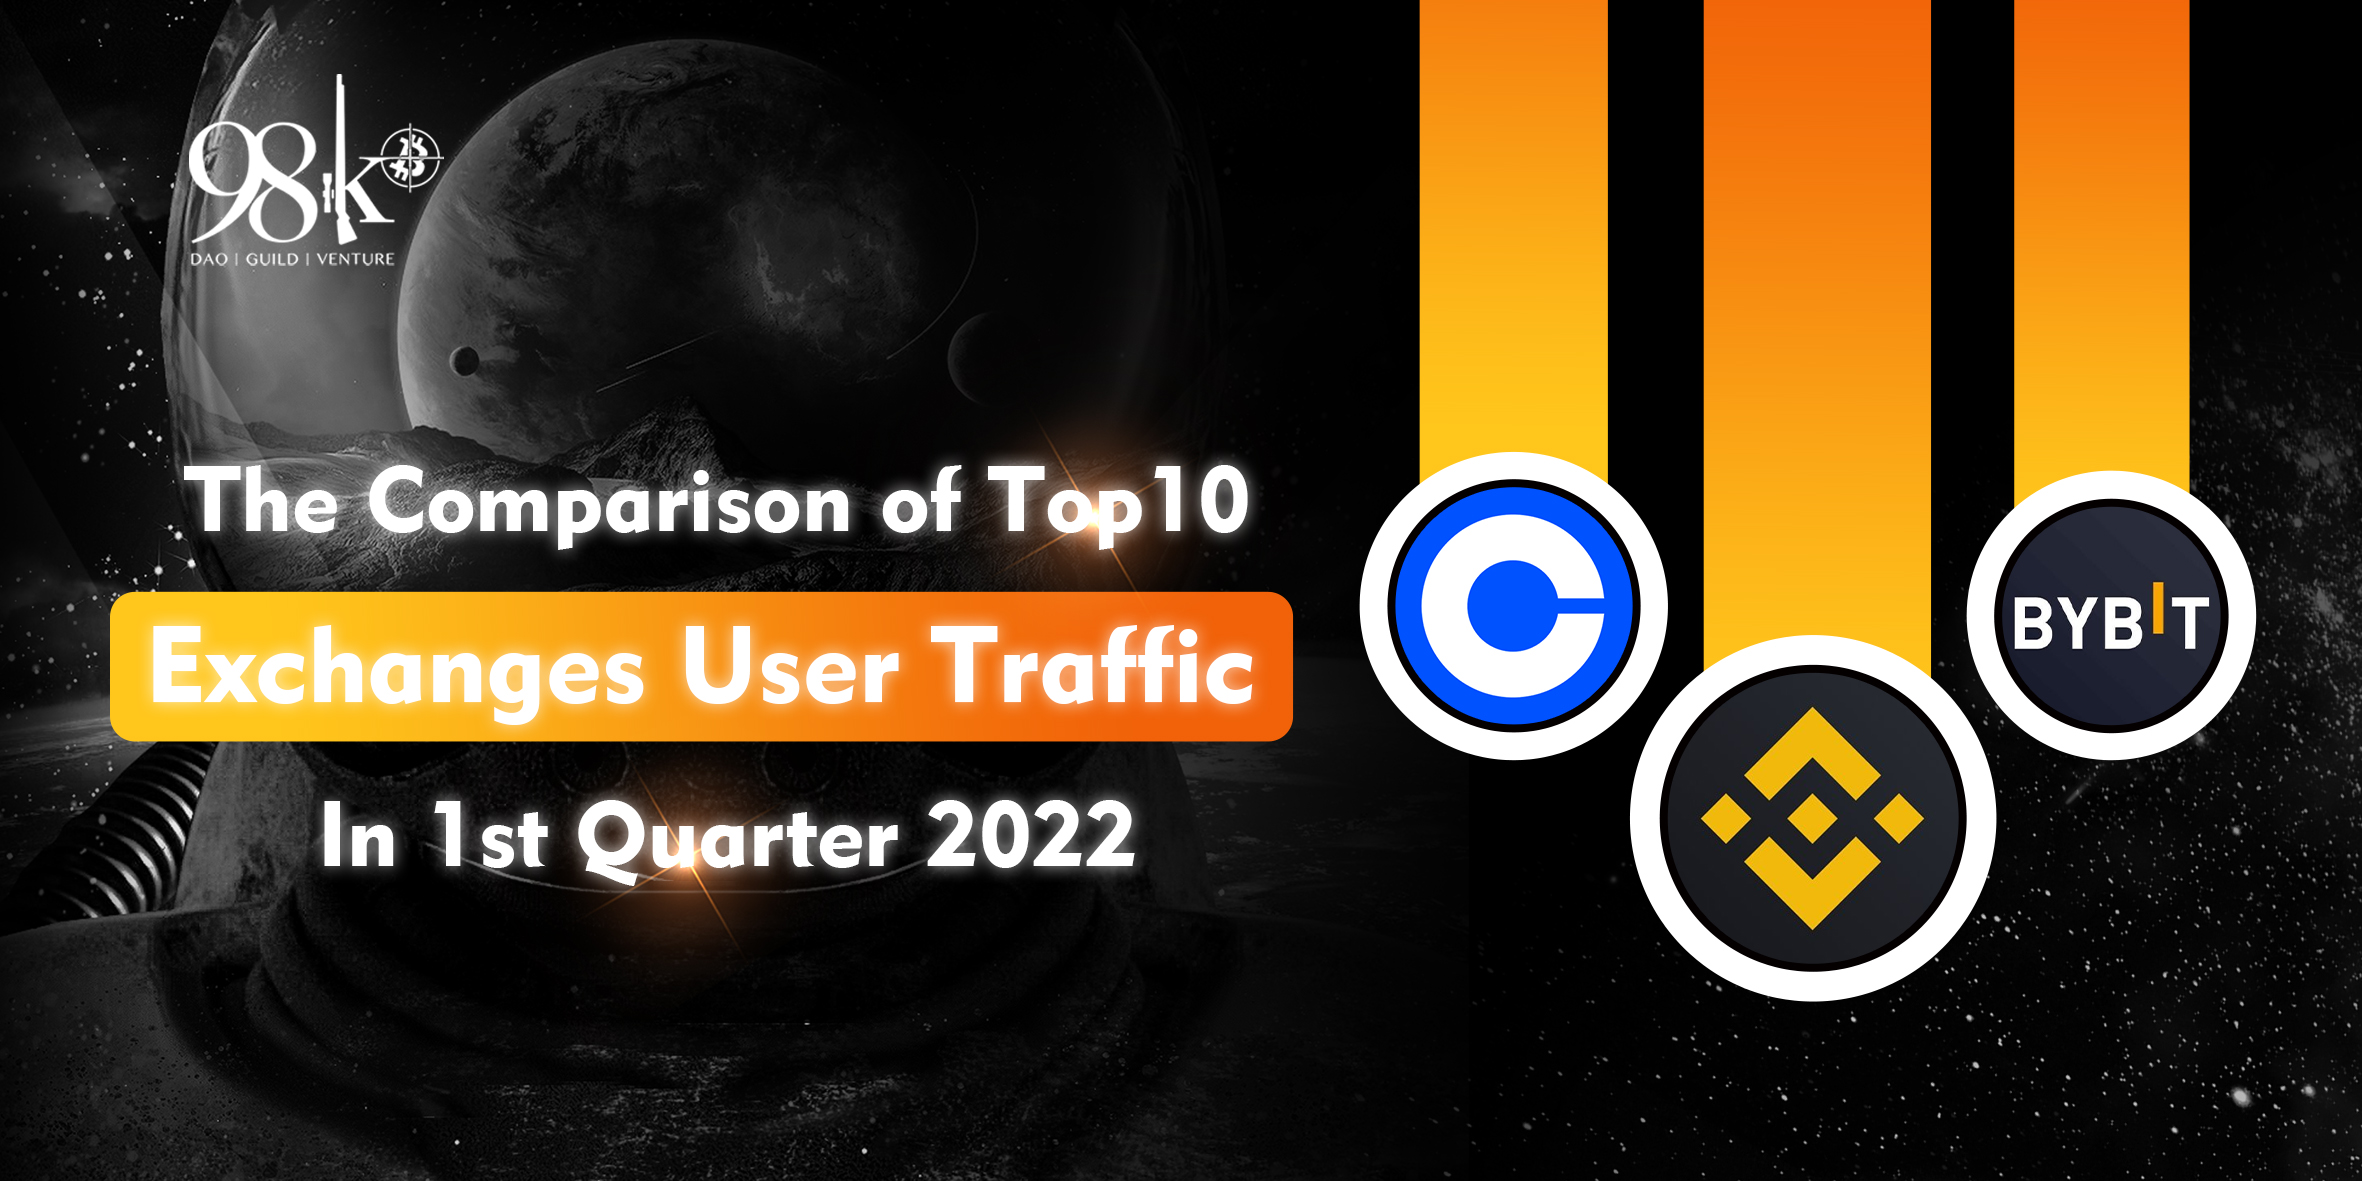 98k
DAO | GUILD | VENTURE
The Comparison of Top10
Exchanges User Traffic
In 1st Quarter 2022
BYBIT